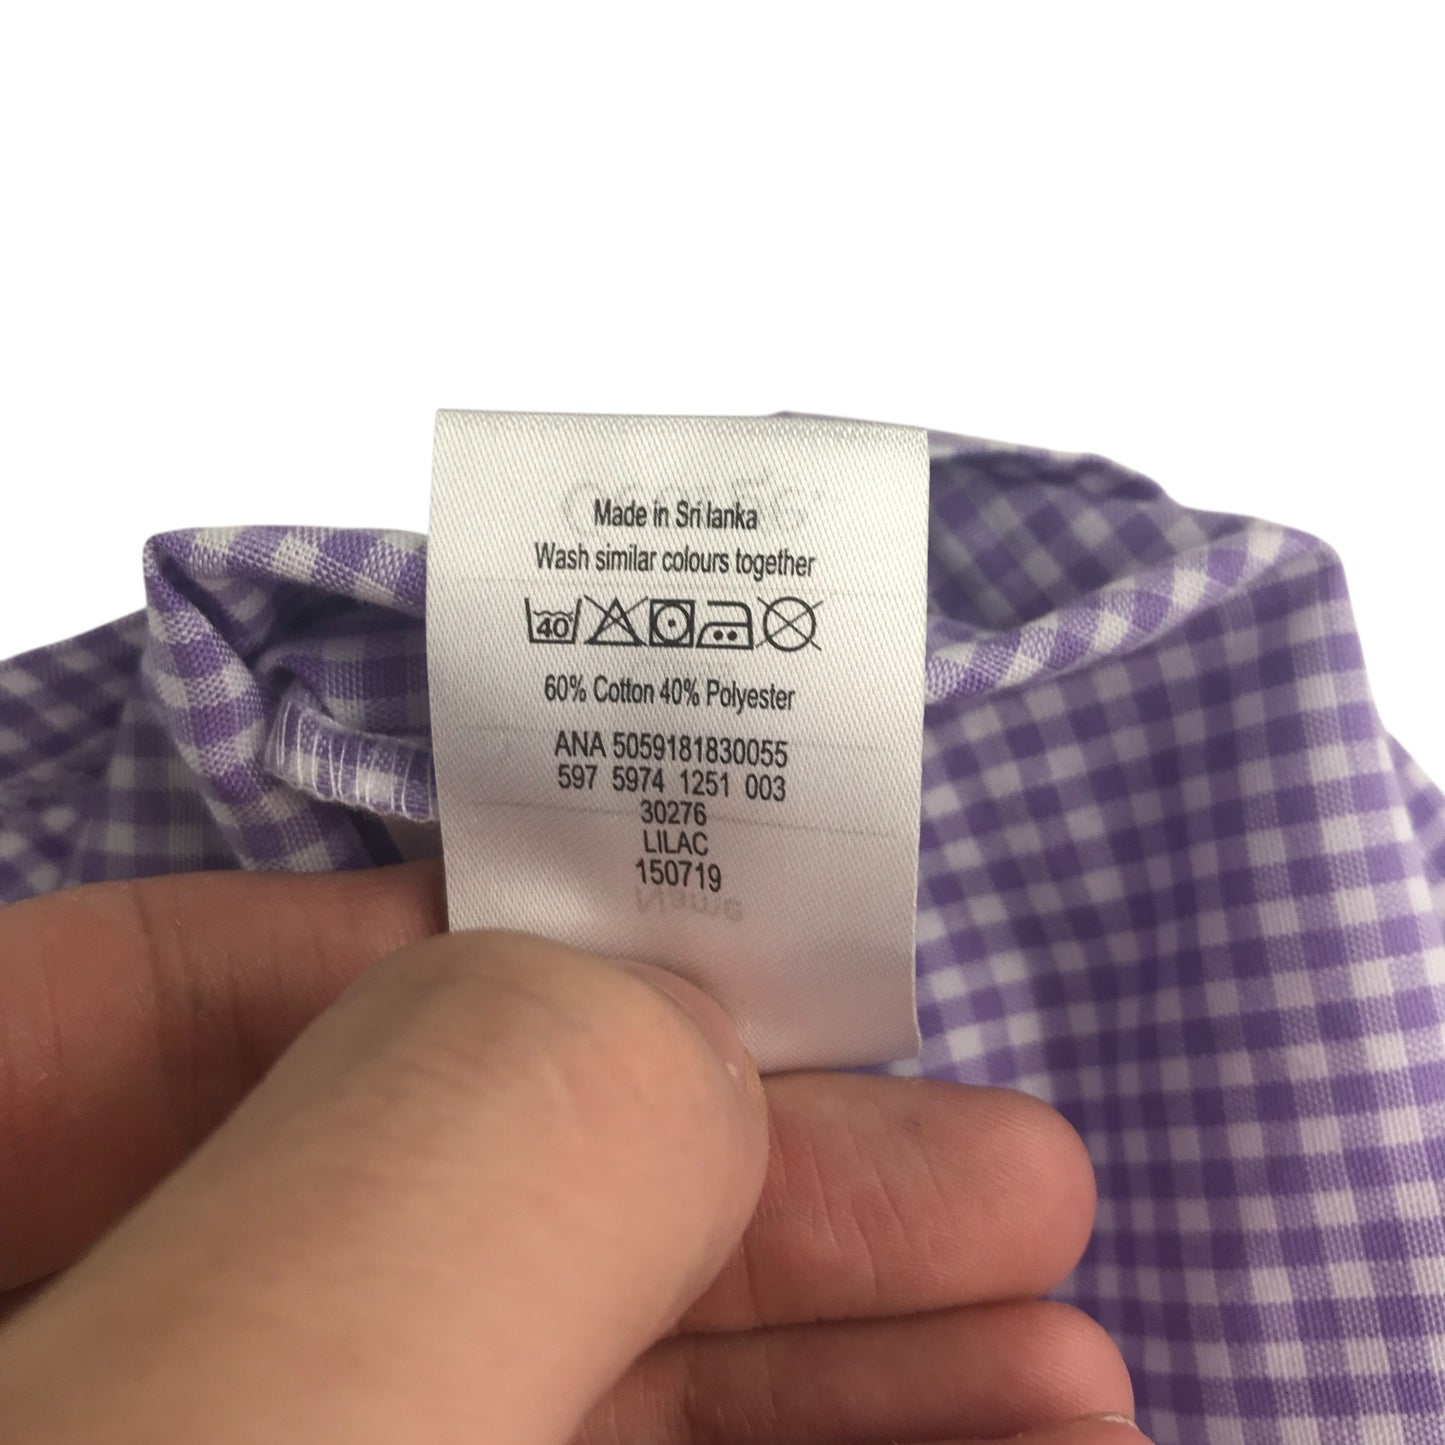 Made in Sri lanka
Wash similar colours together
40
60% Cotton 40% Polyester
ANA 5059181830055
597 5974 1251 003
30276
LILAC
150719
Name